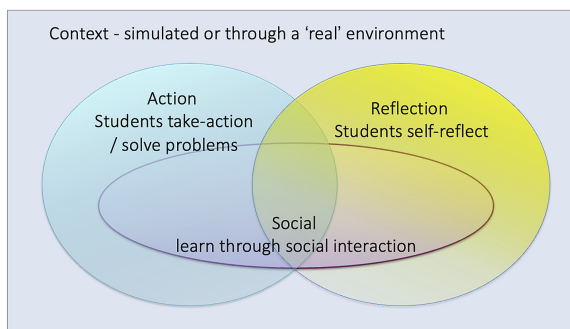 Context - simulated or through a ‘real’ environment
Action
Students take-action
/ solve problems
Reflection
Students self-reflect
Social
learn through social interaction